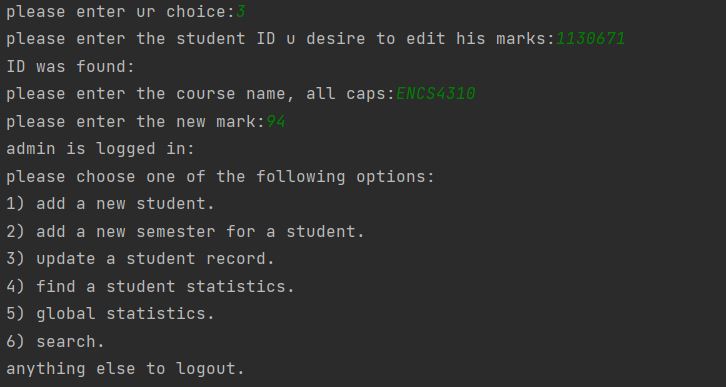 please enter ur choice:3
please enter the student ID u desire to edit his marks:1130671
ID was found:
please enter the course name, all caps:ENCS4310
please enter the new mark:94
admin is logged in:
please choose one of the following options:
1) add a new student.
2) add a new semester for a student.
3) update a student record.
4) find a student statistics.
5) global statistics.
6) search.
anything else to logout.